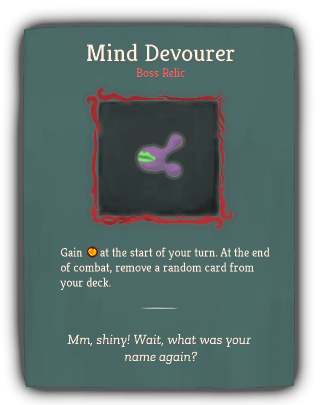 Mind Devourer
Boss Relic
Gain at the start of your turn. At the end
of combat, remove a random card from
your deck.
Mm, shiny! Wait, what was your
name again?